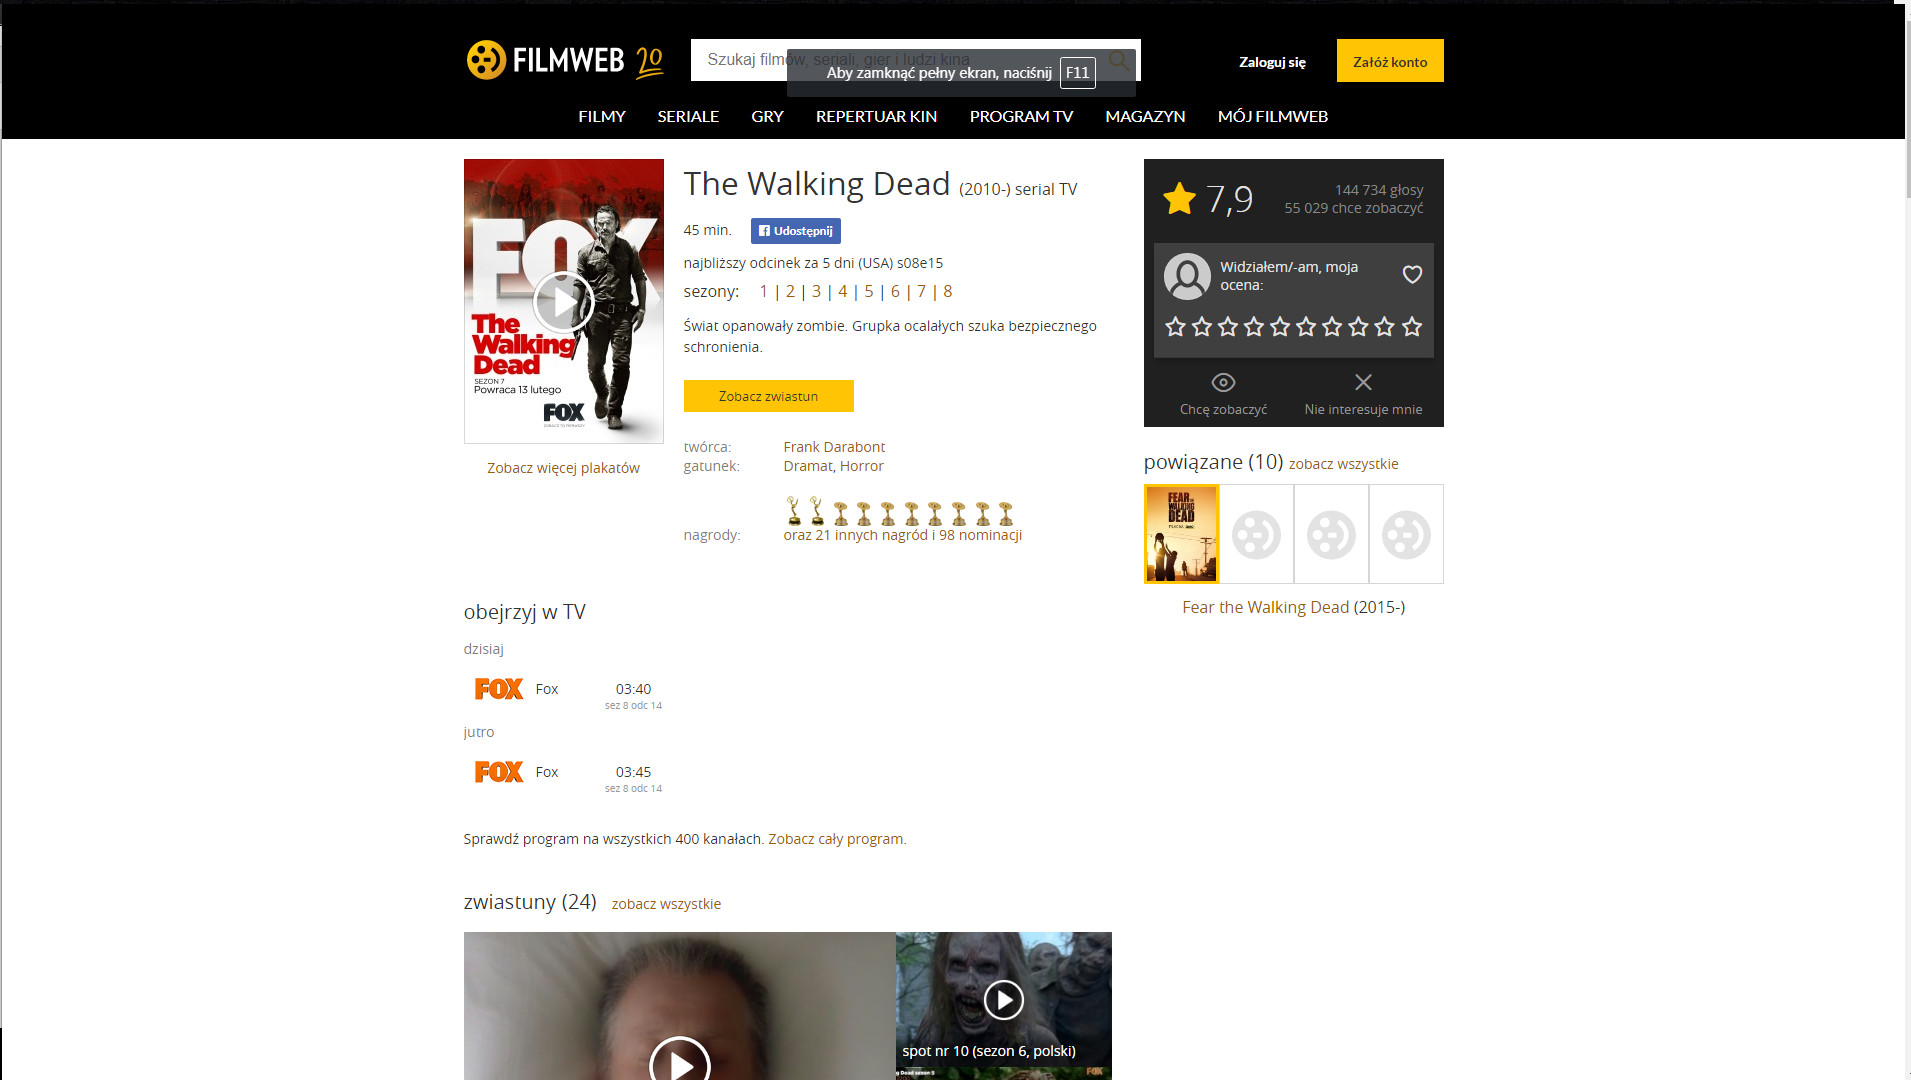 FILMWEB 20
Szukaj filmów, seriali, gier i ludzi kina
Aby zamknąć pełny ekran, naciśnij F11
Zaloguj się
Załóż konto
FILMY SERIALE GRY REPERTUAR KIN PROGRAM TV MAGAZYN MÓJ FILMWEB
FOX
The
Walking
Dead
SEZON 7
Powraca 13 lutego
FOX
Zobacz więcej plakatów
The Walking Dead (2010-) serial TV
45 min. Udostępnij
najbliższy odcinek za 5 dni (USA) s08e15
sezony: 1 | 2 | 3 | 4 | 5 | 6 | 7 | 8
Świat opanowały zombie. Grupka ocalałych szuka bezpiecznego
schronienia.
Zobacz zwiastun
twórca: Frank Darabont
gatunek: Dramat, Horror
nagrody: oraz 21 innych nagród i 98 nominacji
7,9
144 734 głosy
55 029 chce zobaczyć
Widziałem/-am, moja
ocena:
Chcę zobaczyć
Nie interesuje mnie
powiązane (10) zobacz wszystkie
FEAR THE
WALKING
DEAD
Fear the Walking Dead (2015-)
obejrzyj w TV
dzisiaj
FOX Fox 03:40
sez 8 odc 14
jutro
FOX Fox 03:45
sez 8 odc 14
Sprawdź program na wszystkich 400 kanałach. Zobacz cały program.
zwiastuny (24) zobacz wszystkie
spot nr 10 (sezon 6, polski)
g Dead sezon 5
FOX